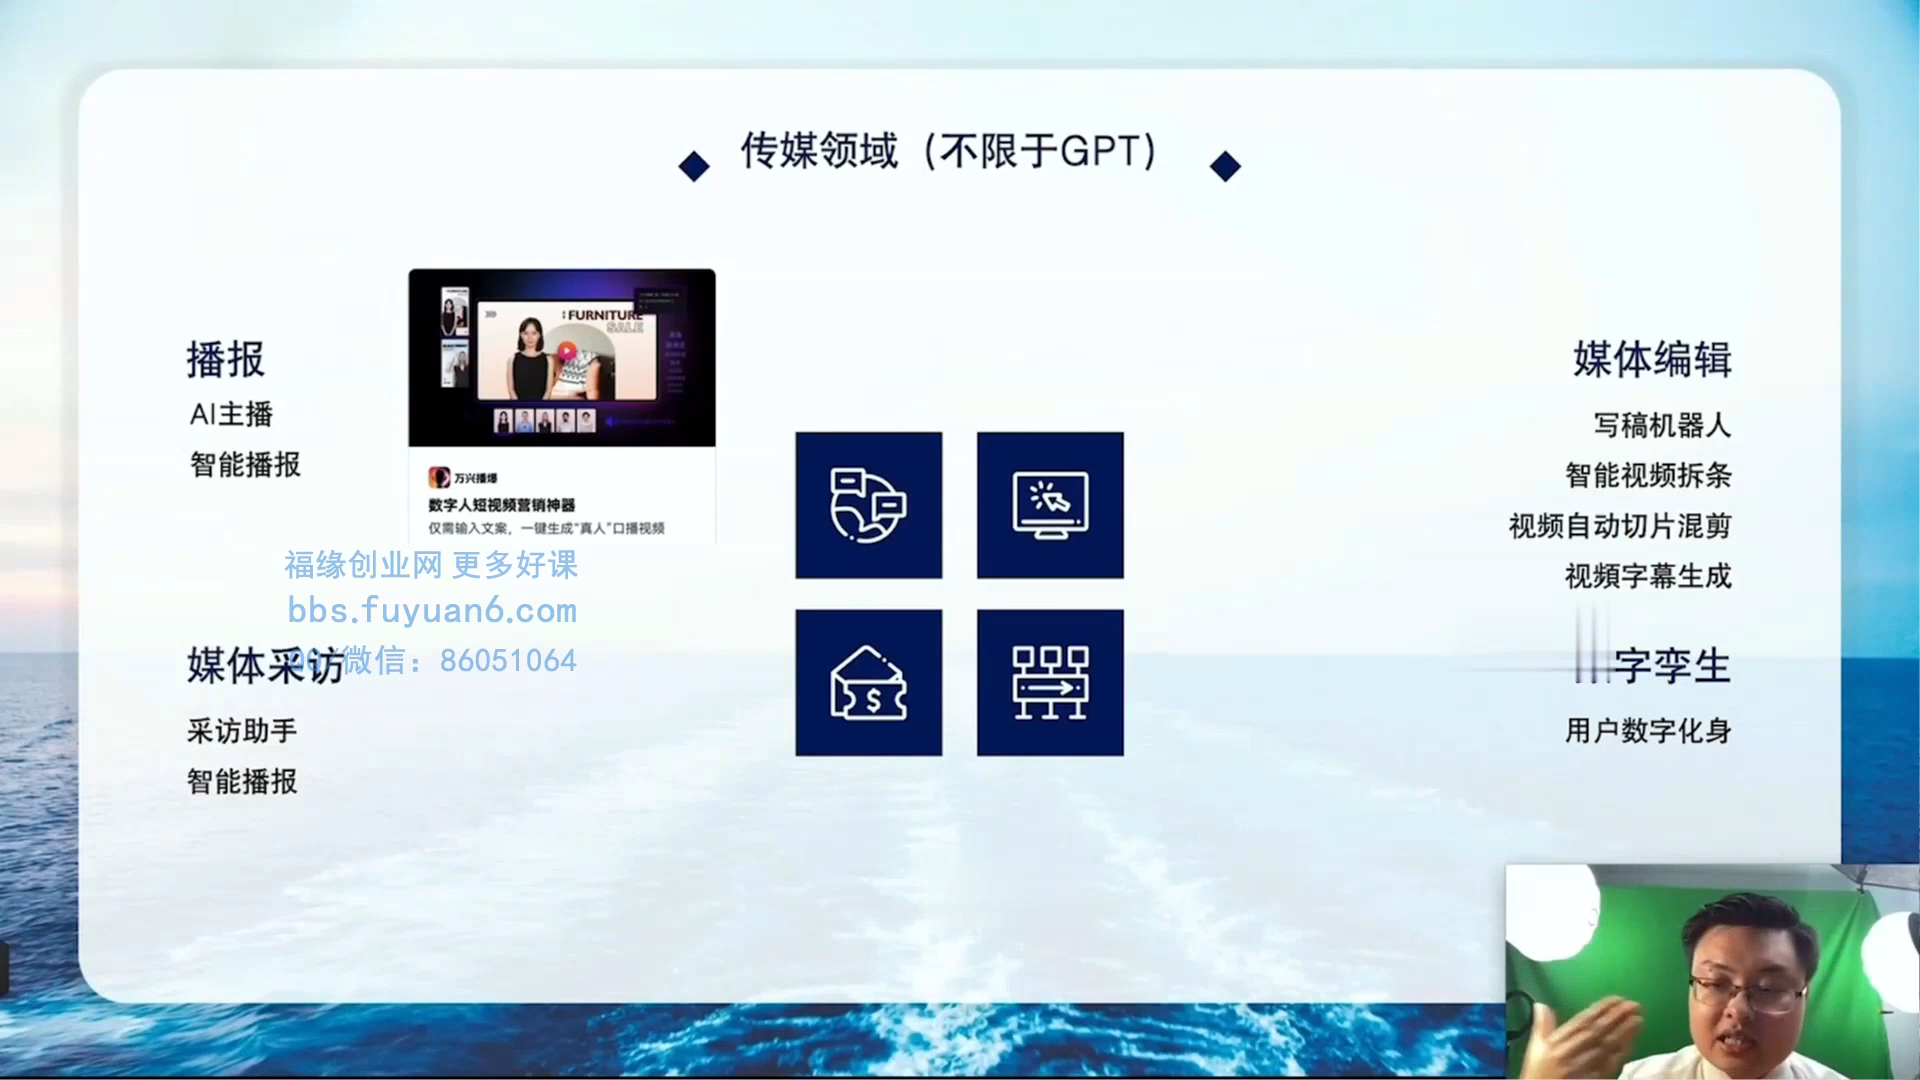 传媒领域（不限于GPT）
播报
AI主播
智能播报
FURNITURE
SALE
万兴播爆
数字人短视频营销神器
仅需输入文案，一键生成“真人”口播视频
福缘创业网 更多好课
bbs.fuyuan6.com
QQ/微信：86051064
媒体采访
采访助手
智能播报
媒体编辑
写稿机器人
智能视频拆条
视频自动切片混剪
视频字幕生成
字孪生
用户数字化身